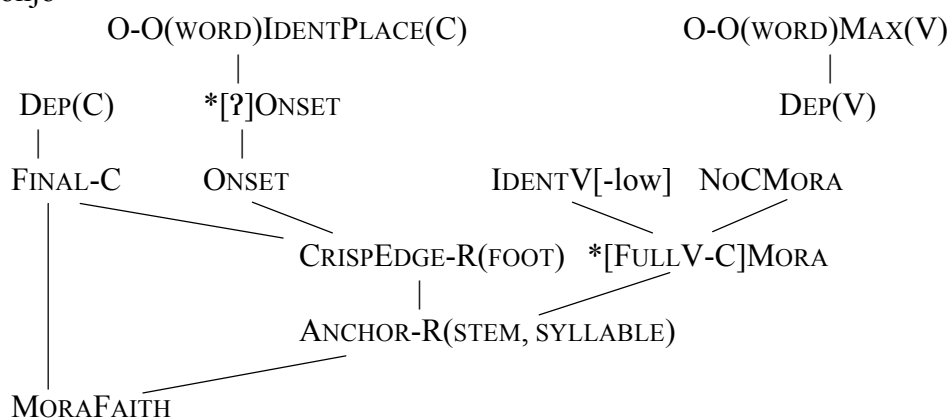 O-O(WORD)IDENTPLACE(C) O-O(WORD)MAX(V)
DEP(C) *[ʔ]ONSET DEP(V)
FINAL-C ONSET IDENTV[-low] NOCMORA
CRISPEDGE-R(FOOT) *[FULLV-C]MORA
ANCHOR-R(STEM, SYLLABLE)
MORAFAITH